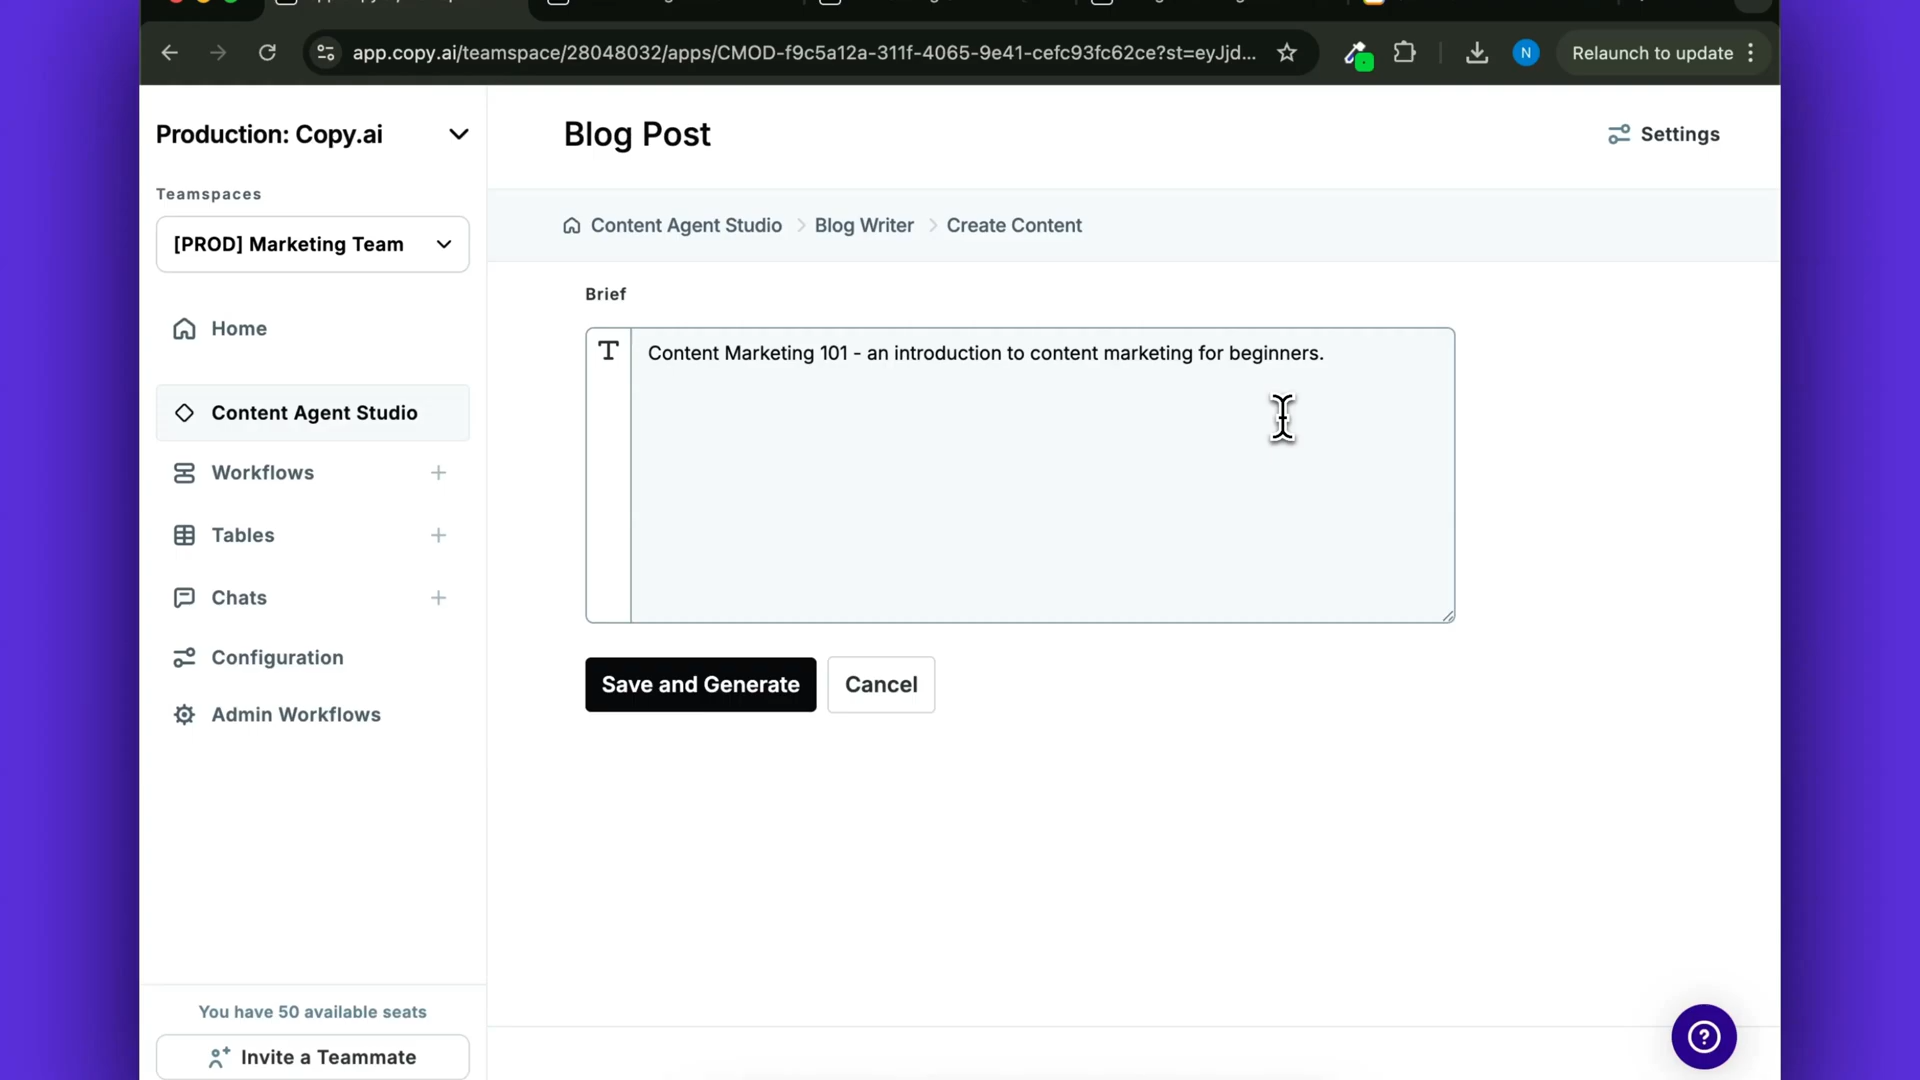 app.copy.ai/teamspace/28048032/apps/CMOD-f9c5a12a-311f-4065-9e41-cefc93fc62ce?st=eyJjd...
N
Relaunch to update
Production: Copy.ai
Blog Post
Settings
Teamspaces
[PROD] Marketing Team
Content Agent Studio
Blog Writer
Create Content
Brief
Home
Content Marketing 101 - an introduction to content marketing for beginners.
Content Agent Studio
Workflows
Tables
Chats
Configuration
Admin Workflows
Save and Generate
Cancel
You have 50 available seats
Invite a Teammate